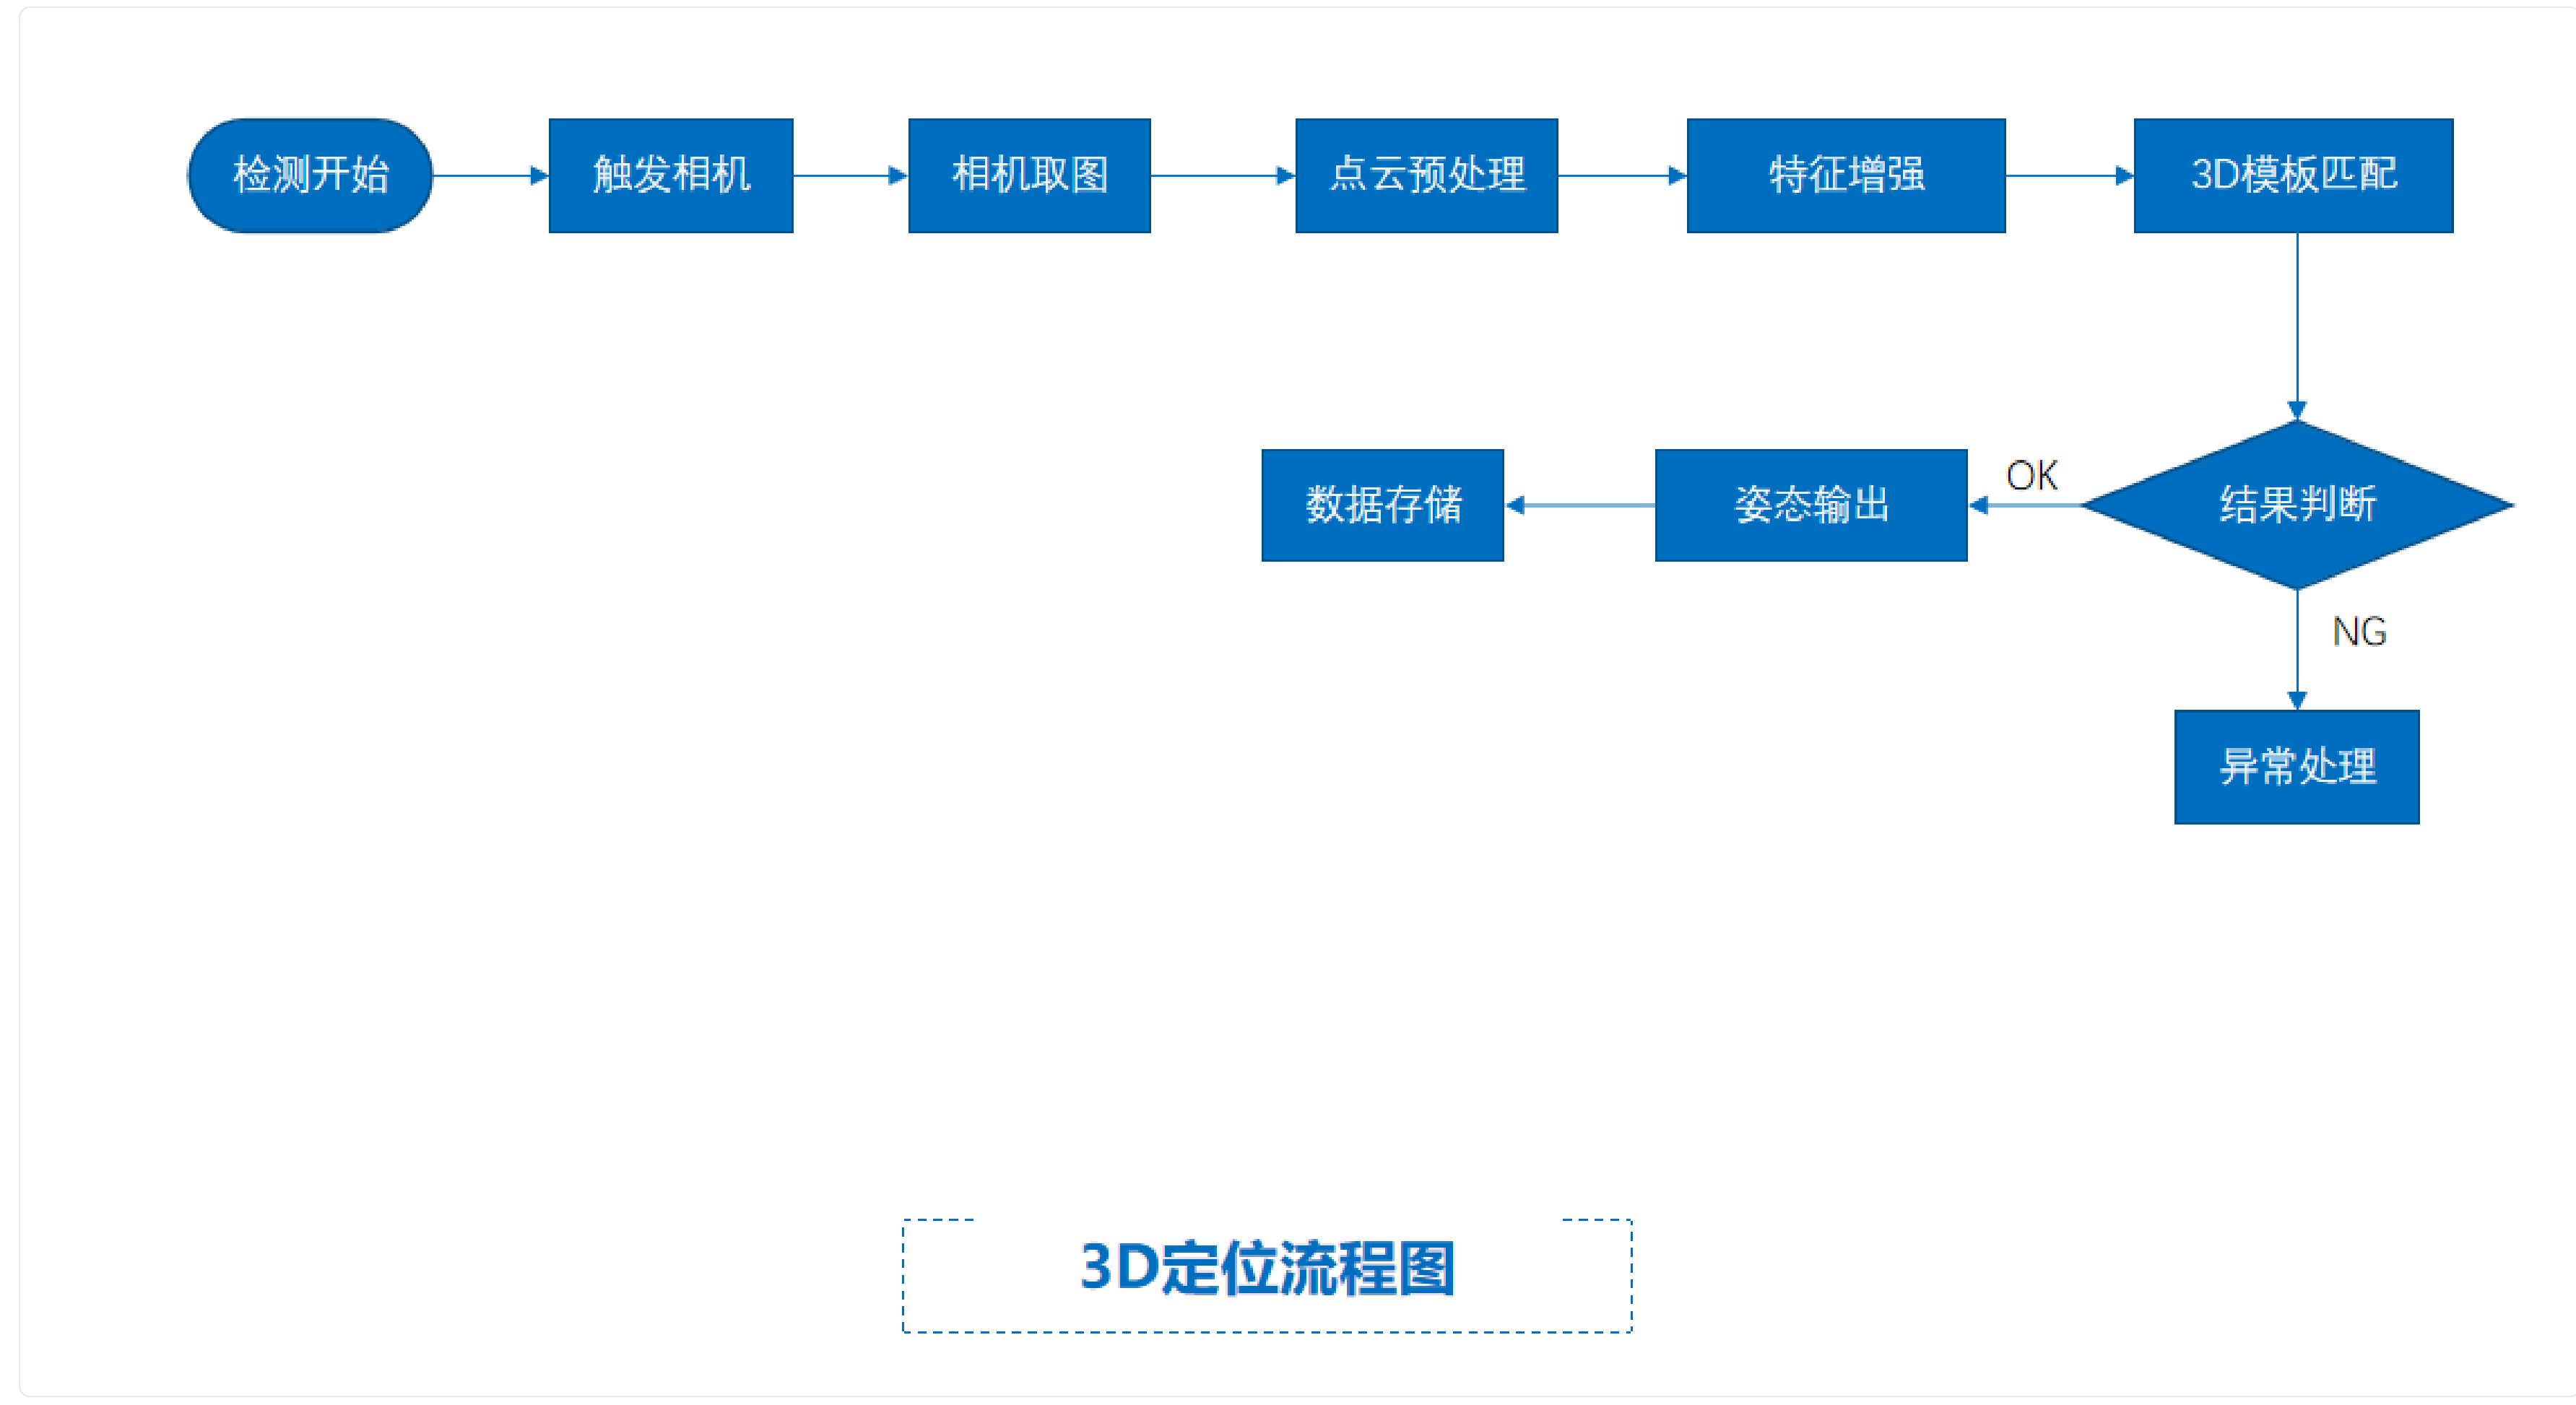 检测开始
触发相机
相机取图
点云预处理
特征增强
3D模板匹配
结果判断
OK
姿态输出
数据存储
NG
异常处理
3D定位流程图